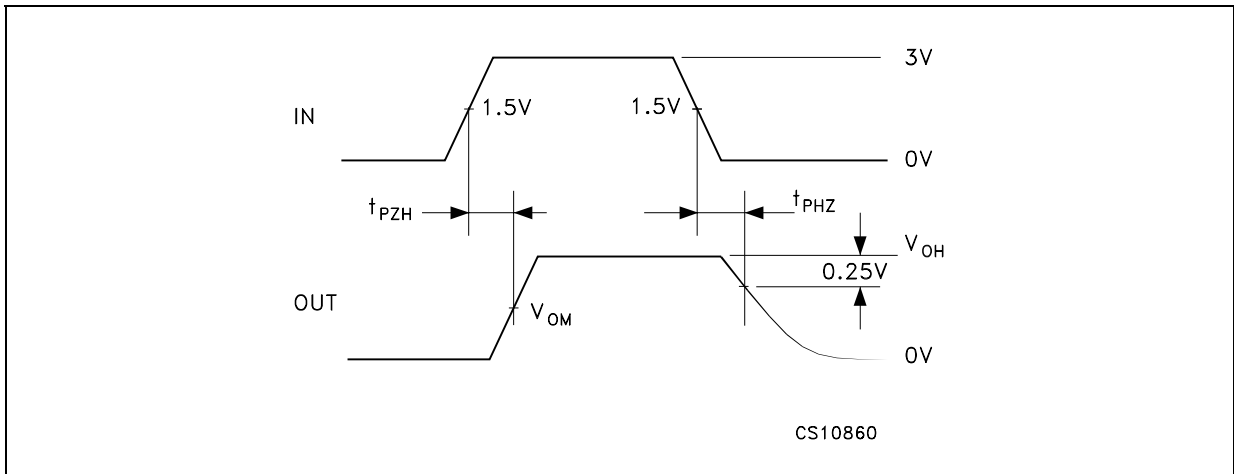 3V
IN
1.5V
1.5V
0V
tPZH
tPHZ
VOH
0.25V
OUT
VOM
0V
CS10860